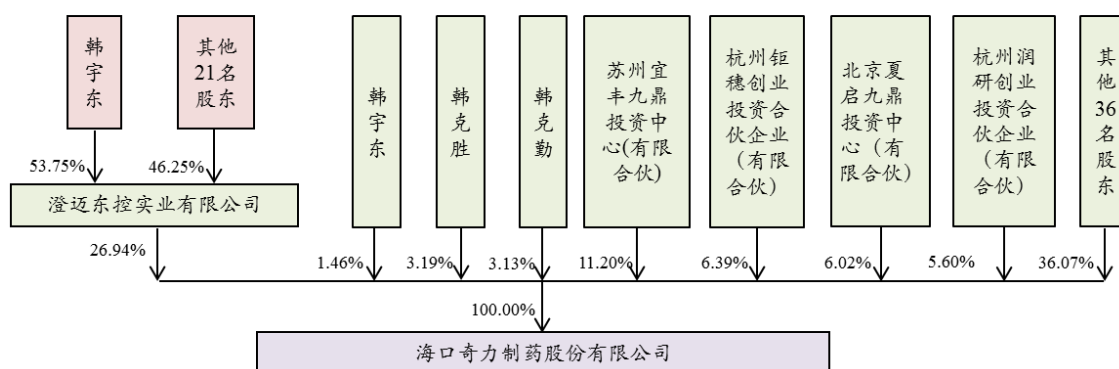 韩
宇
东
其他
21名
股东
53.75%
46.25%
澄迈东控实业有限公司
26.94%
韩
宇
东
1.46%
韩
克
胜
3.19%
韩
克
勤
3.13%
苏州宜
丰九鼎
投资中
心(有限
合伙)
11.20%
杭州钜
穗创业
投资合
伙企业
（有限
合伙）
6.39%
北京夏
启九鼎
投资中
心（有
限合伙）
6.02%
杭州润
研创业
投资合
伙企业
（有限
合伙）
5.60%
其
他
36
名
股
东
36.07%
100.00%
海口奇力制药股份有限公司